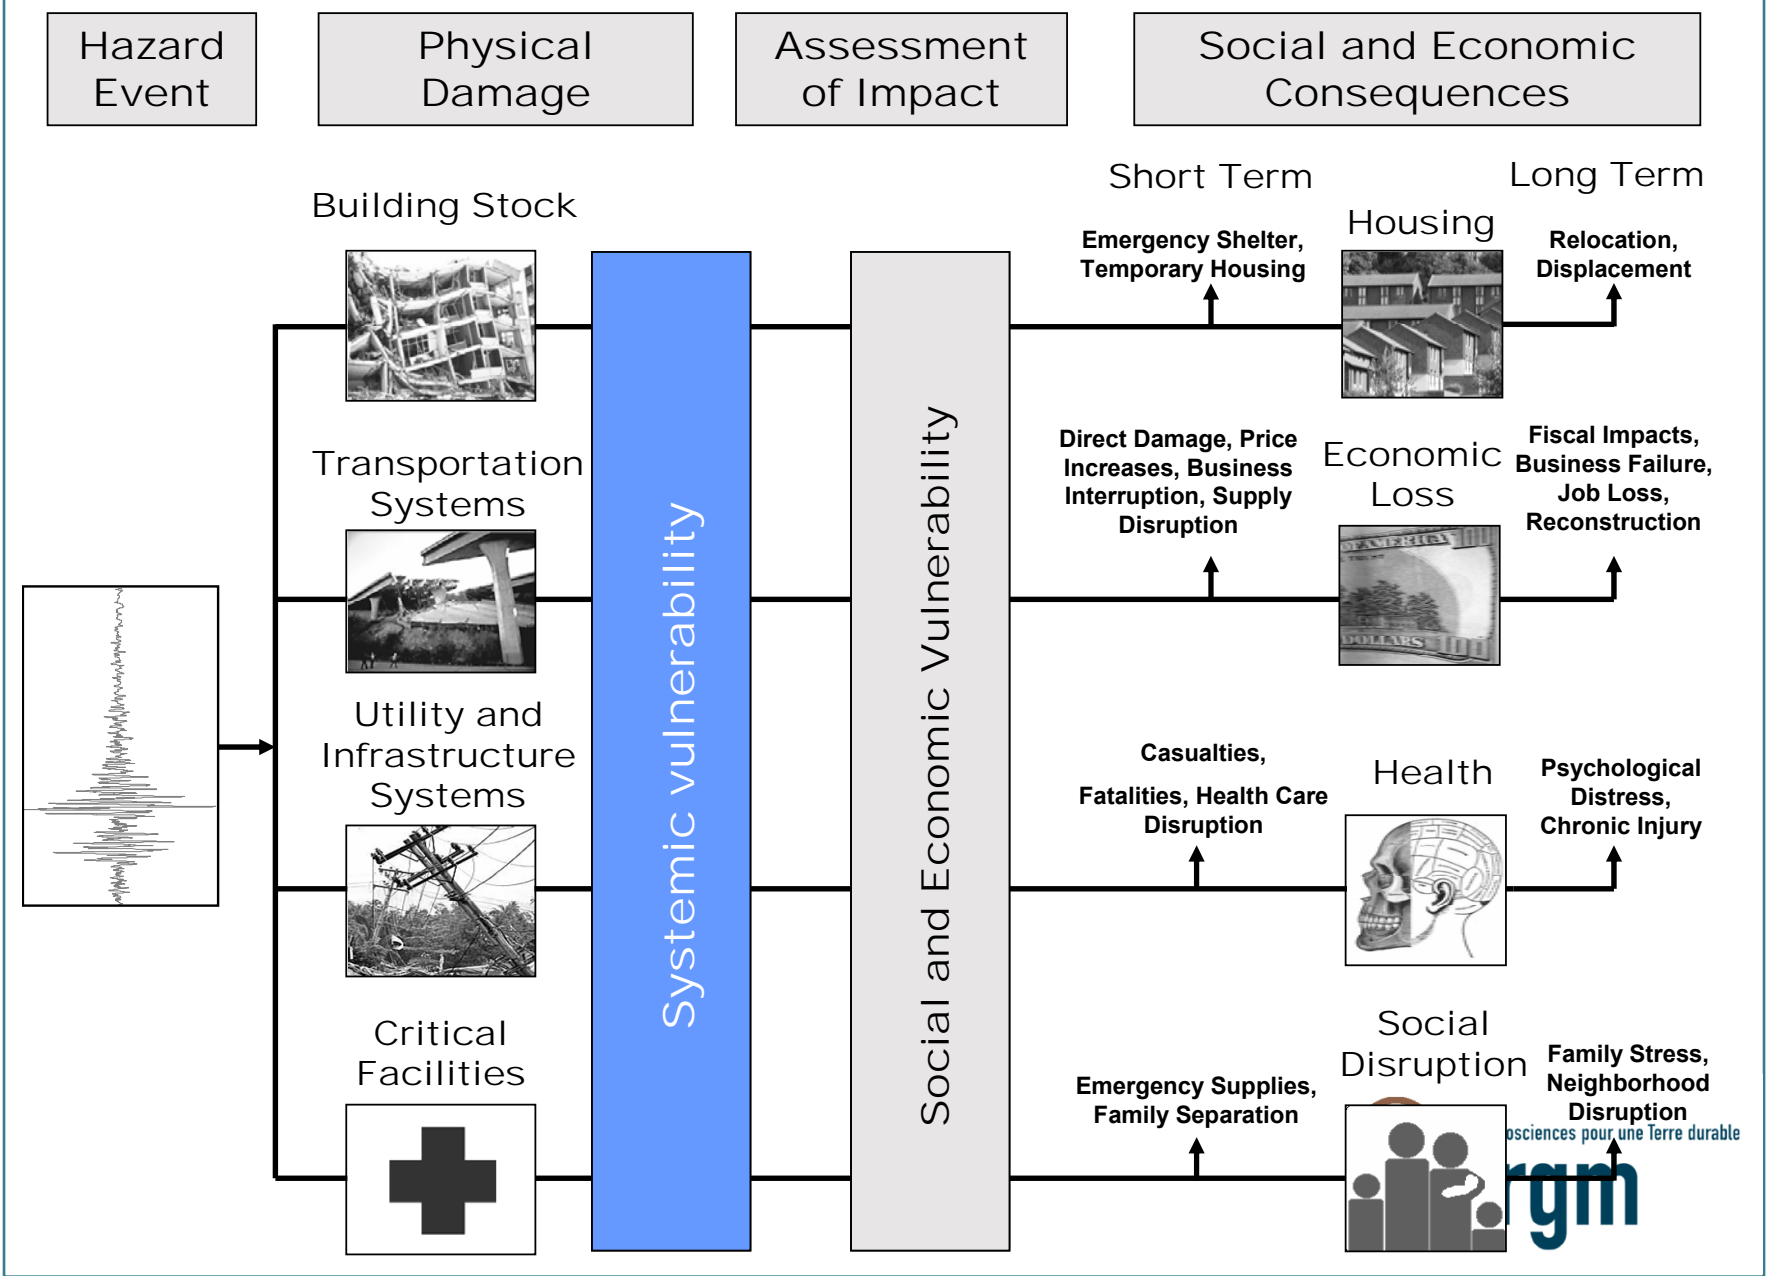 Hazard
Event
Physical
Damage
Assessment
of Impact
Social and Economic
Consequences
Short Term
Long Term
Building Stock
Transportation
Systems
Utility and
Infrastructure
Systems
Critical
Facilities
Systemic vulnerability
Social and Economic Vulnerability
Emergency Shelter,
Temporary Housing
Housing
Relocation,
Displacement
Direct Damage, Price
Increases, Business
Interruption, Supply
Disruption
Economic
Loss
OF AMERICA
DOLLARS
Fiscal Impacts,
Business Failure,
Job Loss,
Reconstruction
Casualties,
Fatalities, Health Care
Disruption
Health
Psychological
Distress,
Chronic Injury
Emergency Supplies,
Family Separation
Social
Disruption
Family Stress,
Neighborhood
Disruption
osciences pour une Terre durable
rgm